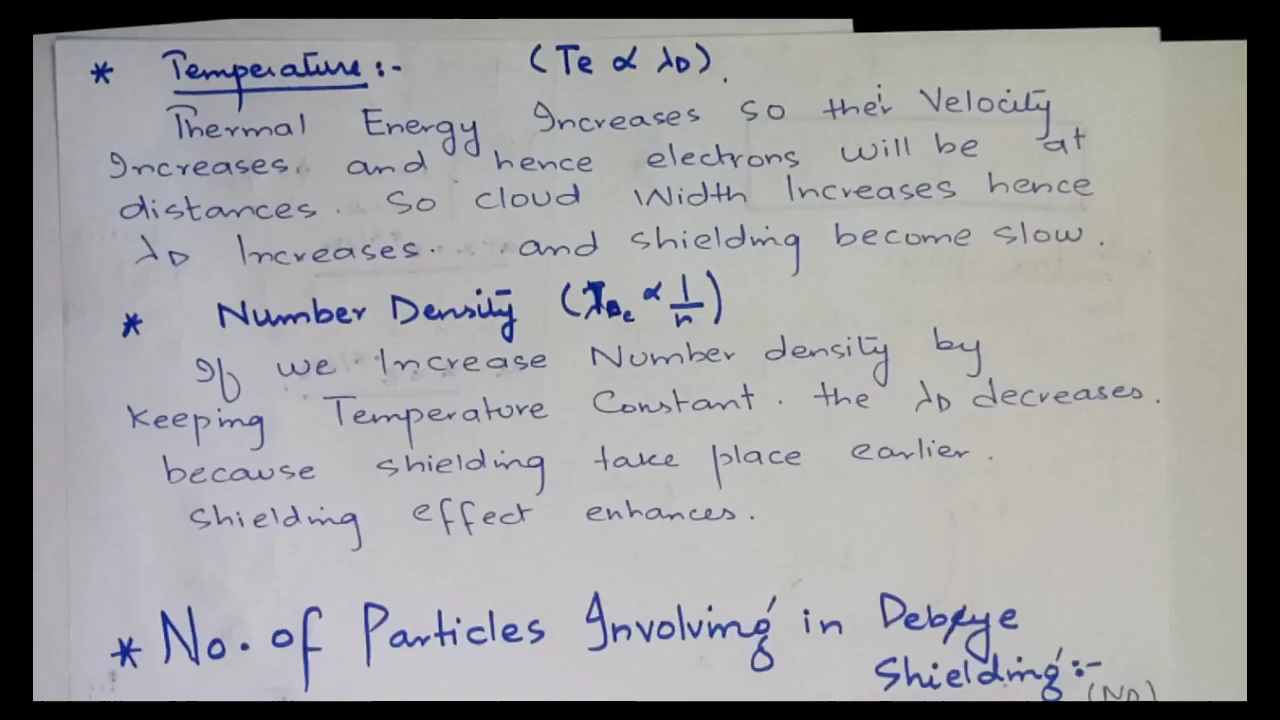 * Temperature:- (Te ∝ λD).
Thermal Energy Increases so their Velocity
Increases. and hence electrons will be at
distances. So cloud Width Increases hence
λD Increases. and shielding become slow.
* Number Density (λDe ∝ 1/n)
If we Increase Number density by
keeping Temperature Constant. the λD decreases.
because shielding take place earlier.
Shielding effect enhances.
* No. of Particles Involving in Debye
Shielding:-
(ND)